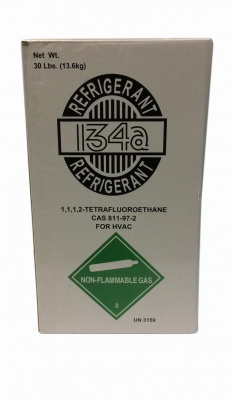 Net Wt.
30 Lbs. (13.6kg)
REFRIGERANT
134a
REFRIGERANT
1,1,1,2-TETRAFLUOROETHANE
CAS 811-97-2
FOR HVAC
NON-FLAMMABLE GAS
2
UN 3159